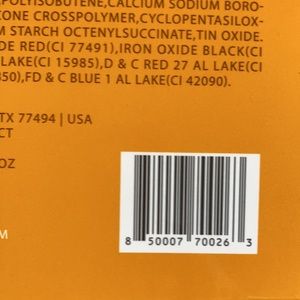 ,POLYISOBUTENE,CALCIUM SODIUM BORO-
CONE CROSSPOLYMER,CYCLOPENTASILOX-
M STARCH OCTENYLSUCCINATE,TIN OXIDE.
DE RED(CI 77491),IRON OXIDE BLACK(CI
LAKE(CI 15985),D & C RED 27 AL LAKE(CI
850),FD & C BLUE 1 AL LAKE(CI 42090).
TX 77494 | USA
CT
OZ
M
8 50007 70026 3